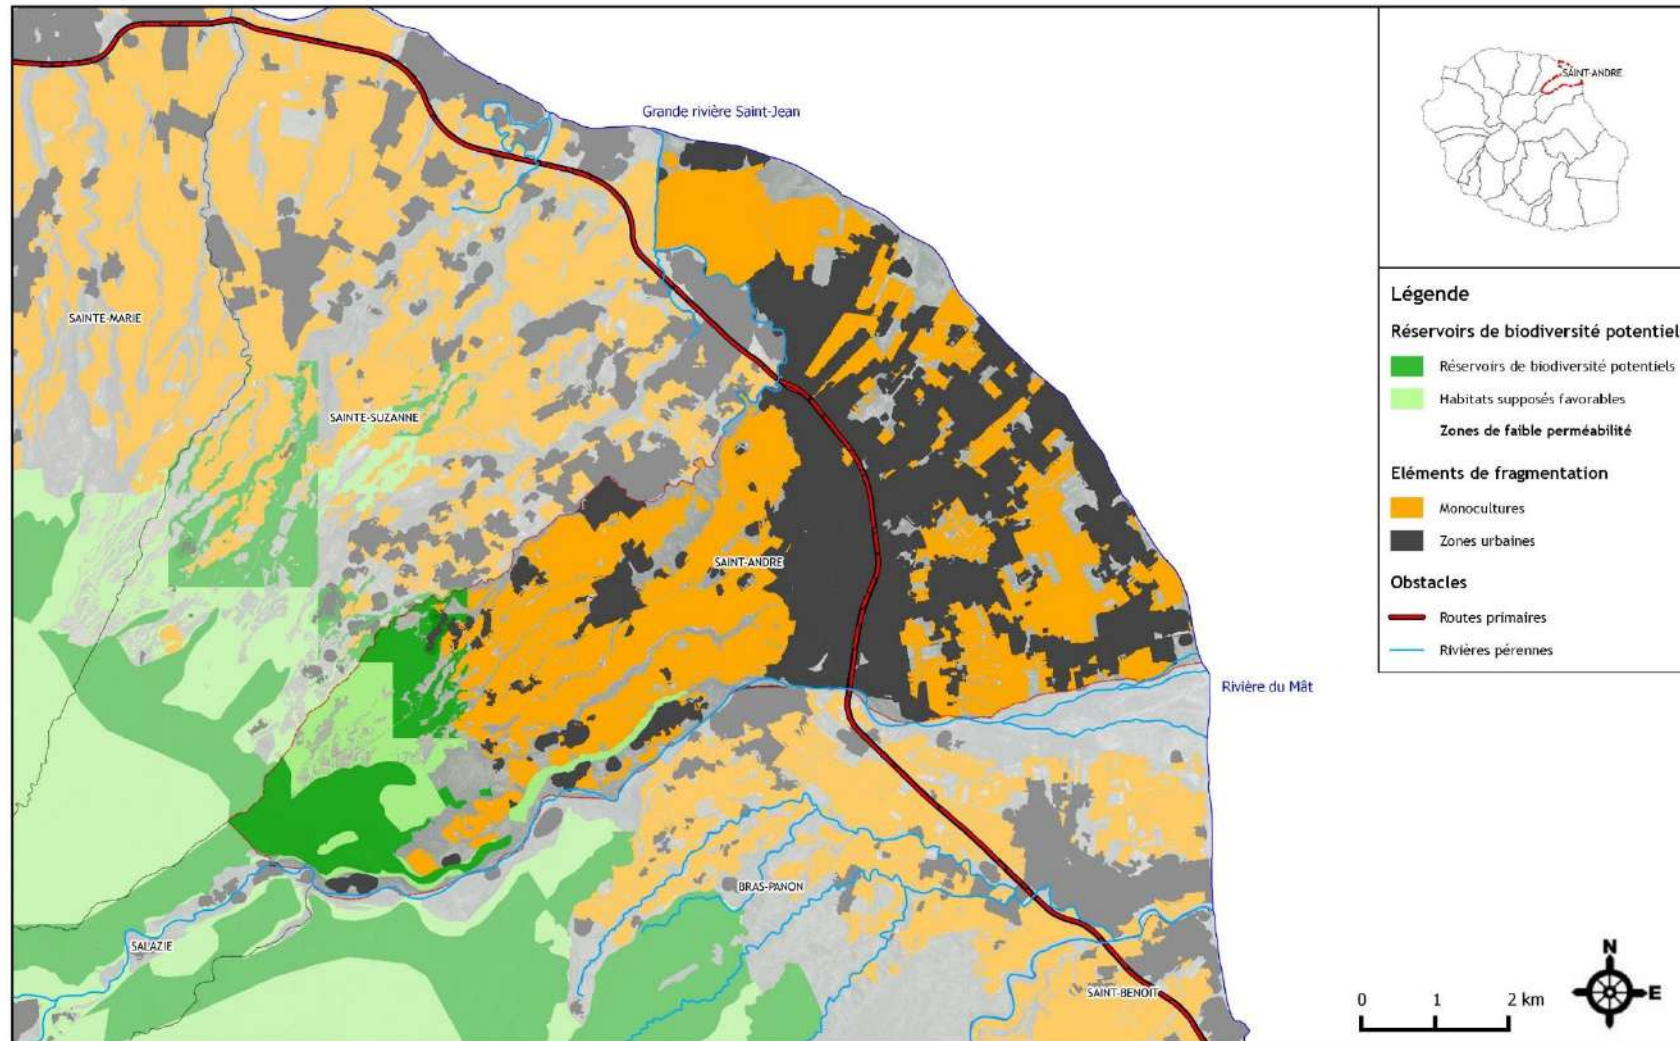 Grande rivière Saint-Jean
SAINT-ANDRE
SAINTE-MARIE
SAINTE-SUZANNE
SAINT-ANDRE
Rivière du Mât
BRAS-PANON
SALAZIE
SAINT-BENOIT
Légende
Réservoirs de biodiversité potentiel
Réservoirs de biodiversité potentiels
Habitats supposés favorables
Zones de faible perméabilité
Eléments de fragmentation
Monocultures
Zones urbaines
Obstacles
Routes primaires
Rivières pérennes
0 1 2 km
N
E